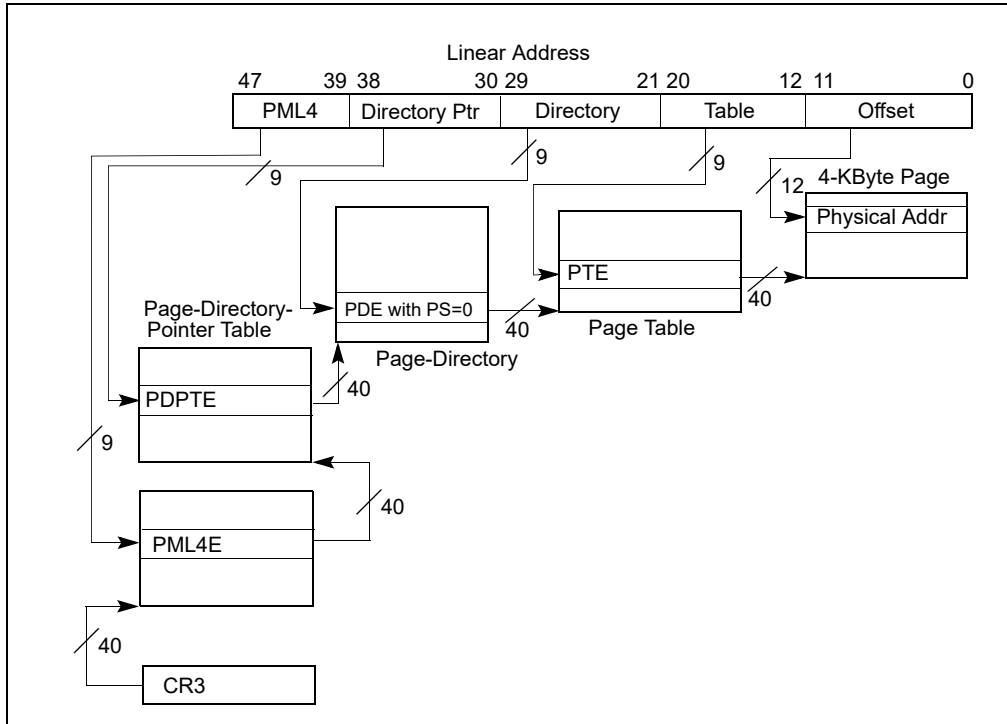 Linear Address
47 39 38 30 29 21 20 12 11 0
PML4 Directory Ptr Directory Table Offset
9 9 9
12 4-KByte Page
Physical Addr
PTE
40
PDE with PS=0
40
Page Table
Page-Directory-
Pointer Table
Page-Directory
40
PDPTE
9
40
PML4E
40
CR3